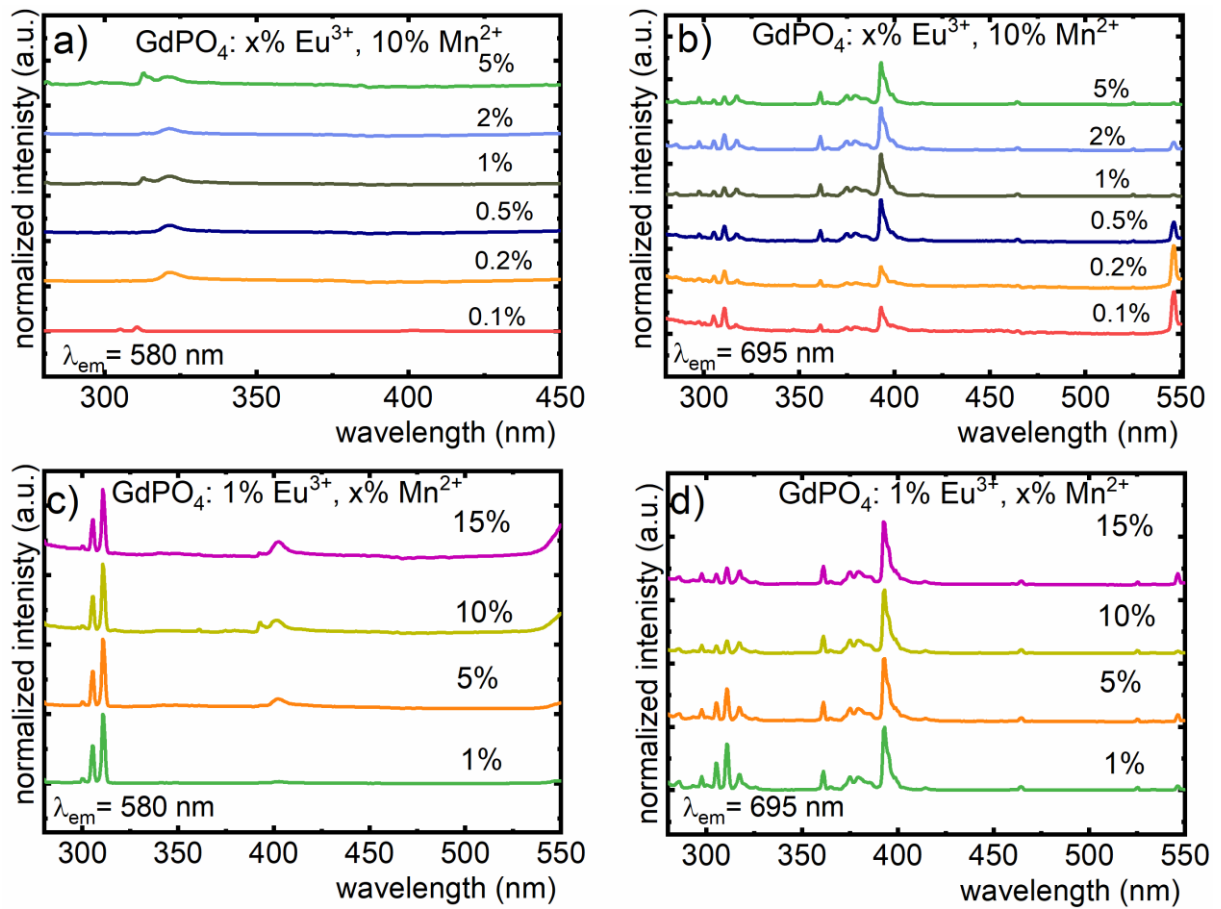 a) GdPO₄: x% Eu³⁺, 10% Mn²⁺
5%
2%
1%
0.5%
0.2%
0.1%
λem= 580 nm
normalized intenisty (a.u.)
300 350 400 450
wavelength (nm)
b) GdPO₄: x% Eu³⁺, 10% Mn²⁺
5%
2%
1%
0.5%
0.2%
0.1%
λem= 695 nm
normalized intenisty (a.u.)
300 350 400 450 500 550
wavelength (nm)
c) GdPO₄: 1% Eu³⁺, x% Mn²⁺
15%
10%
5%
1%
λem= 580 nm
normalized intenisty (a.u.)
300 350 400 450 500 550
wavelength (nm)
d) GdPO₄: 1% Eu³⁺, x% Mn²⁺
15%
10%
5%
1%
λem= 695 nm
normalized intenisty (a.u.)
300 350 400 450 500 550
wavelength (nm)